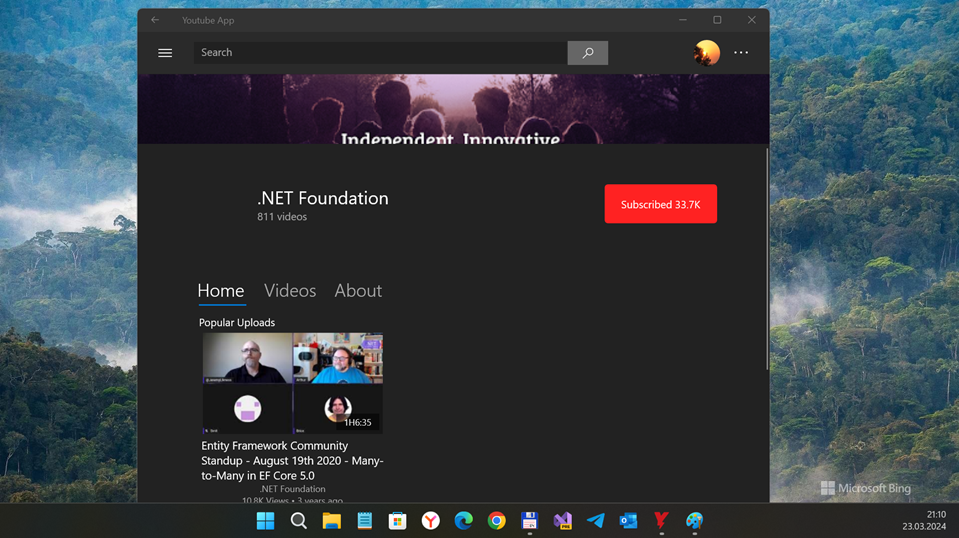 Youtube App
Search
Independent Innovative
.NET Foundation
811 videos
Subscribed 33.7K
Home
Videos
About
Popular Uploads
1H6:35
Entity Framework Community
Standup - August 19th 2020 - Many-
to-Many in EF Core 5.0
.NET Foundation
10.8K Views • 3 years ago
Microsoft Bing
21:10
23.03.2024